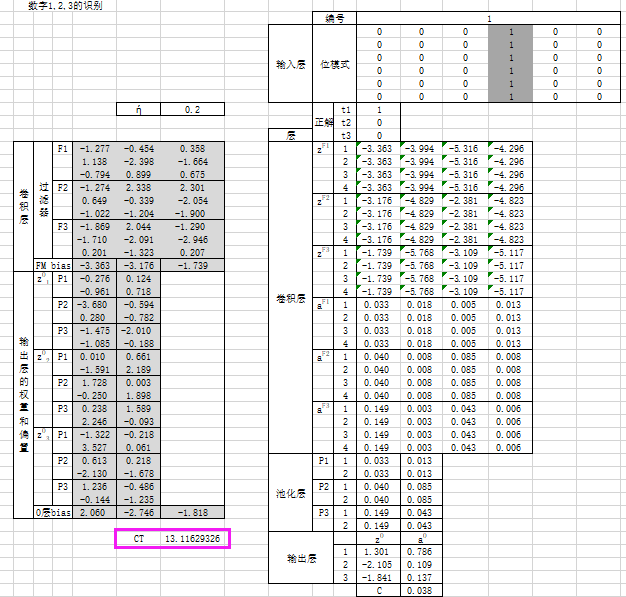 数字1,2,3的识别
编号 1
输入层 位模式 0 0 0 1 0 0
0 0 0 1 0 0
0 0 0 1 0 0
0 0 0 1 0 0
0 0 0 1 0 0
0 0 0 1 0 0
ή 0.2
正解 t1 1
t2 0
层 t3 0
卷积层 过滤器 F1 -1.277 -0.454 0.358
1.138 -2.398 -1.664
-0.794 0.899 0.675
F2 -1.274 2.338 2.301
0.649 -0.339 -2.054
-1.022 -1.204 -1.900
F3 -1.869 2.044 -1.290
-1.710 -2.091 -2.946
0.201 -1.323 0.207
FM bias -3.363 -3.176 -1.739
输出层的权重和偏置 z⁰₁ P1 -0.276 0.124
-0.961 0.718
P2 -3.680 -0.594
0.280 -0.782
P3 -1.475 -2.010
-1.085 -0.188
z⁰₂ P1 0.010 0.661
-1.591 2.189
P2 1.728 0.003
-0.250 1.898
P3 0.238 1.589
2.246 -0.093
z⁰₃ P1 -1.322 -0.218
3.527 0.061
P2 0.613 0.218
-2.130 -1.678
P3 1.236 -0.486
-0.144 -1.235
O层bias 2.060 -2.746 -1.818
CT 13.11629326
卷积层 zF1 1 -3.363 -3.994 -5.316 -4.296
2 -3.363 -3.994 -5.316 -4.296
3 -3.363 -3.994 -5.316 -4.296
4 -3.363 -3.994 -5.316 -4.296
zF2 1 -3.176 -4.829 -2.381 -4.823
2 -3.176 -4.829 -2.381 -4.823
3 -3.176 -4.829 -2.381 -4.823
4 -3.176 -4.829 -2.381 -4.823
zF3 1 -1.739 -5.768 -3.109 -5.117
2 -1.739 -5.768 -3.109 -5.117
3 -1.739 -5.768 -3.109 -5.117
4 -1.739 -5.768 -3.109 -5.117
aF1 1 0.033 0.018 0.005 0.013
2 0.033 0.018 0.005 0.013
3 0.033 0.018 0.005 0.013
4 0.033 0.018 0.005 0.013
aF2 1 0.040 0.008 0.085 0.008
2 0.040 0.008 0.085 0.008
3 0.040 0.008 0.085 0.008
4 0.040 0.008 0.085 0.008
aF3 1 0.149 0.003 0.043 0.006
2 0.149 0.003 0.043 0.006
3 0.149 0.003 0.043 0.006
4 0.149 0.003 0.043 0.006
池化层 P1 1 0.033 0.013
2 0.033 0.013
P2 1 0.040 0.085
2 0.040 0.085
P3 1 0.149 0.043
2 0.149 0.043
输出层 z⁰ a⁰
1 1.301 0.786
2 -2.105 0.109
3 -1.841 0.137
C 0.038